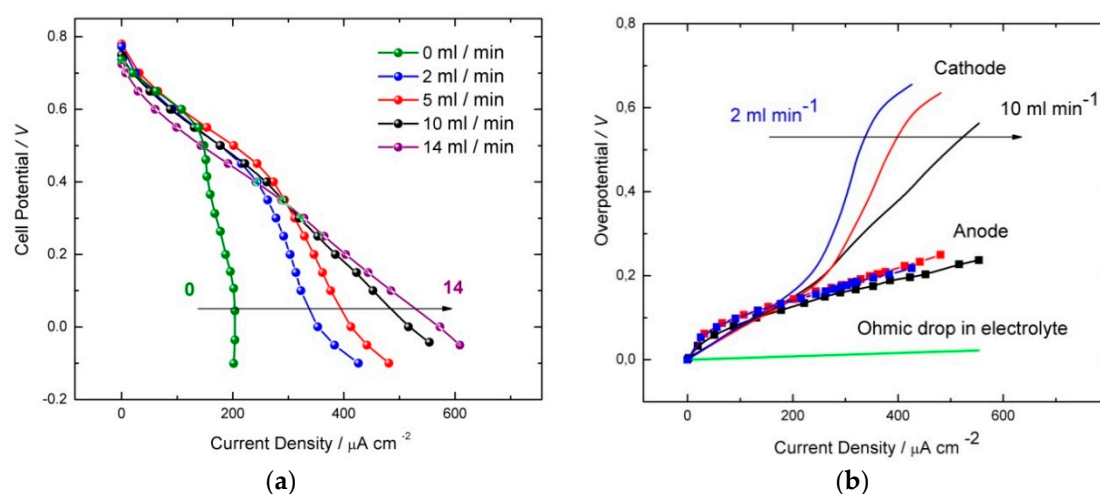 0.8
0.6
0.4
0.2
0.0
-0.2
Cell Potential / V
0 ml / min
2 ml / min
5 ml / min
10 ml / min
14 ml / min
0
14
0
200
400
600
Current Density / μA cm -2
(a)
0,8
0,6
0,4
0,2
0,0
Overpotential / V
Cathode
2 ml min-1
10 ml min-1
Anode
Ohmic drop in electrolyte
0
200
400
600
Current Density / μA cm -2
(b)